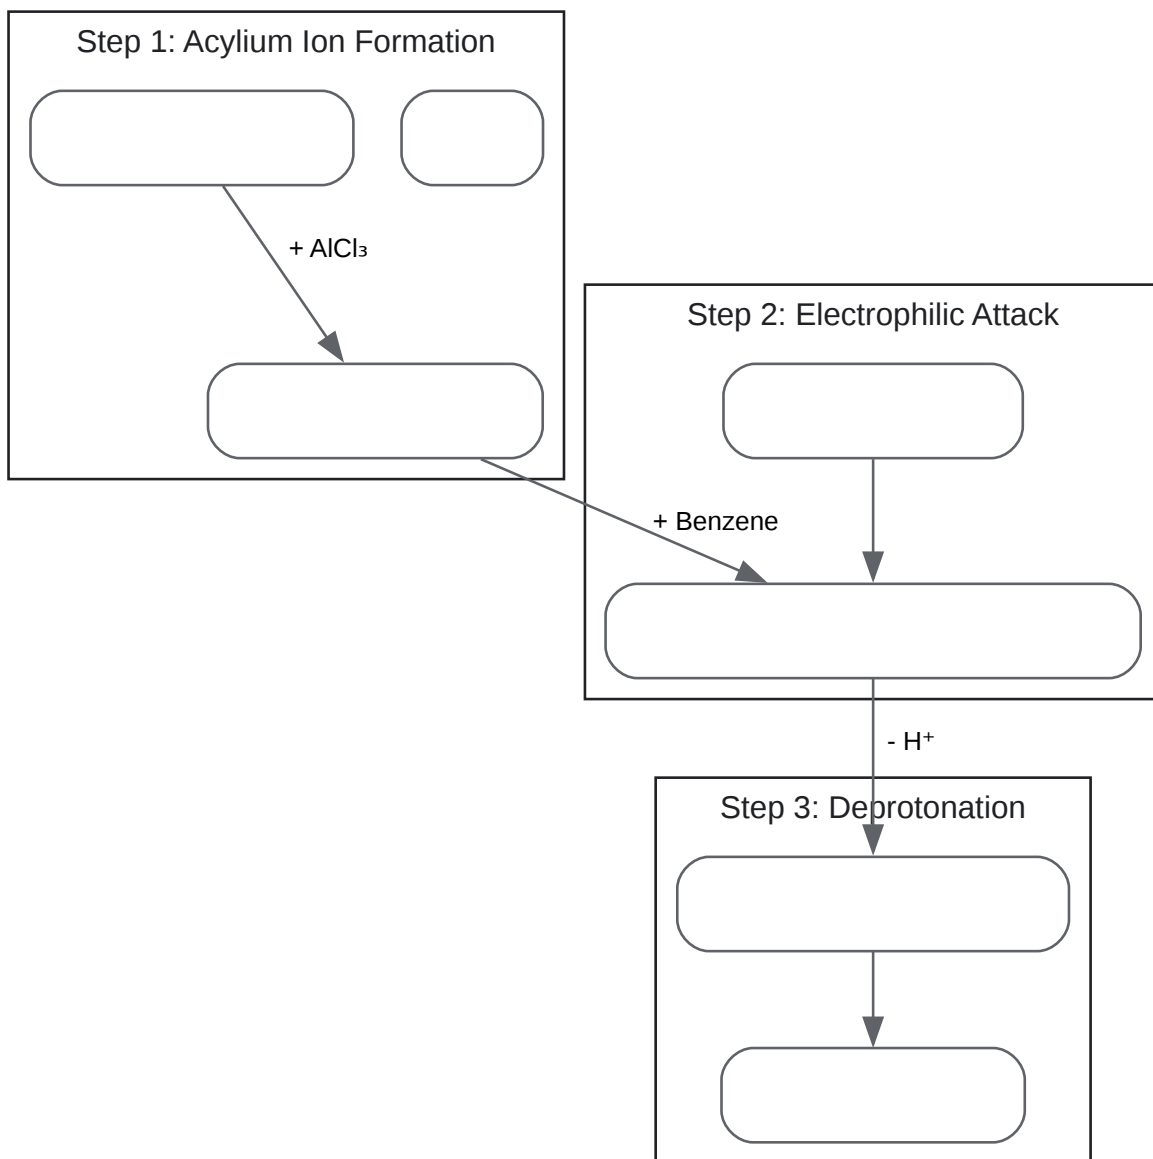 Step 1: Acylium Ion Formation
+ AlCl₃
Step 2: Electrophilic Attack
+ Benzene
- H⁺
Step 3: Deprotonation